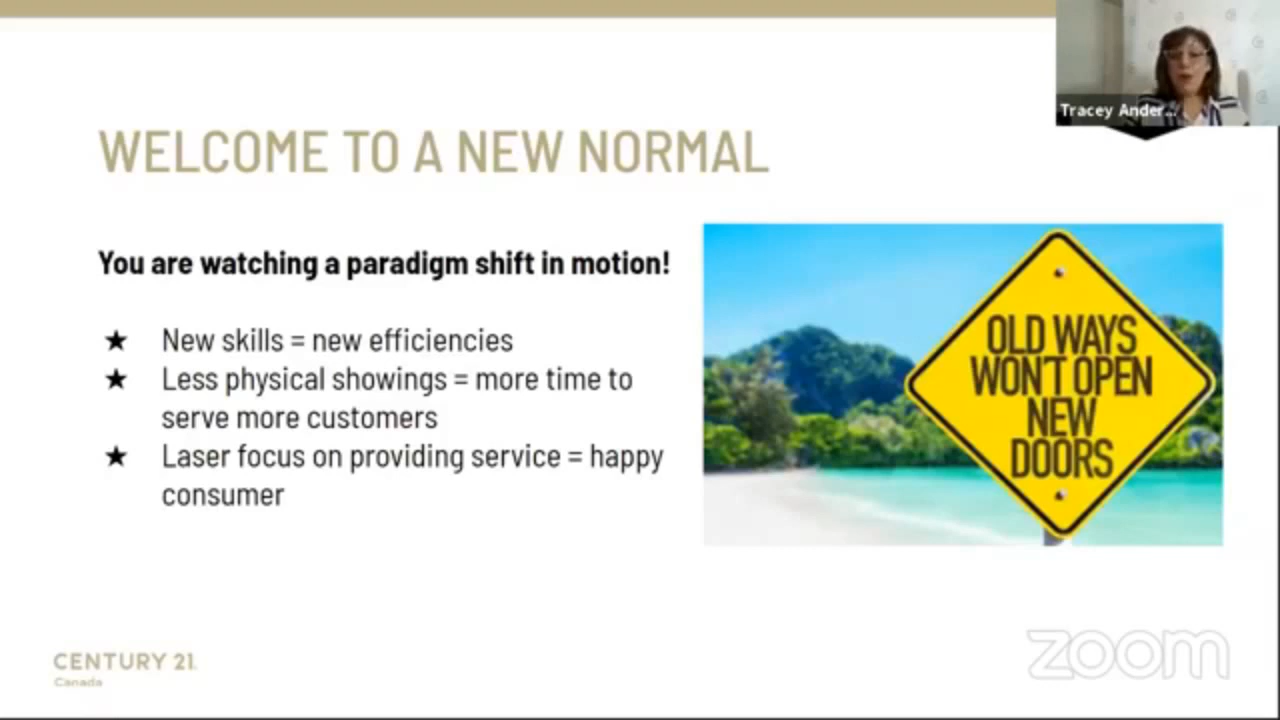 Tracey Ander...
WELCOME TO A NEW NORMAL
You are watching a paradigm shift in motion!
★ New skills = new efficiencies
★ Less physical showings = more time to
serve more customers
★ Laser focus on providing service = happy
consumer
OLD WAYS
WON'T OPEN
NEW
DOORS
CENTURY 21.
Canada
zoom